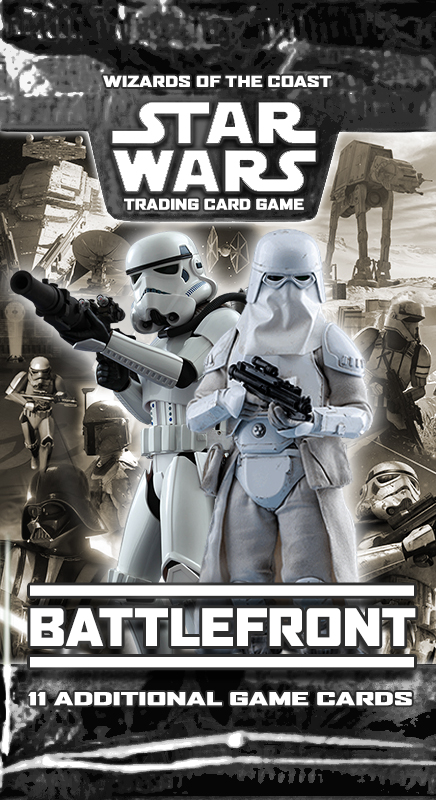 WIZARDS OF THE COAST
STAR
WARS
TRADING CARD GAME
BATTLEFRONT
11 ADDITIONAL GAME CARDS